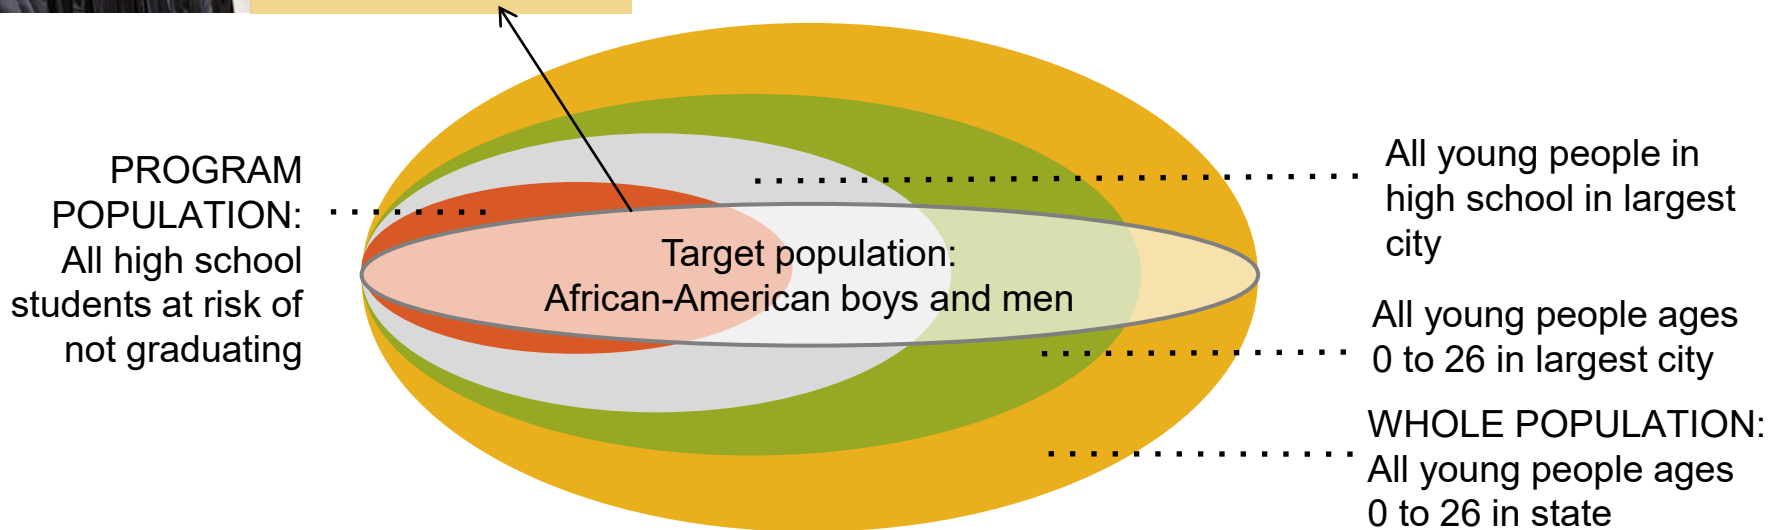 PROGRAM
POPULATION:
All high school
students at risk of
not graduating
Target population:
African-American boys and men
All young people in
high school in largest
city
All young people ages
0 to 26 in largest city
WHOLE POPULATION:
All young people ages
0 to 26 in state